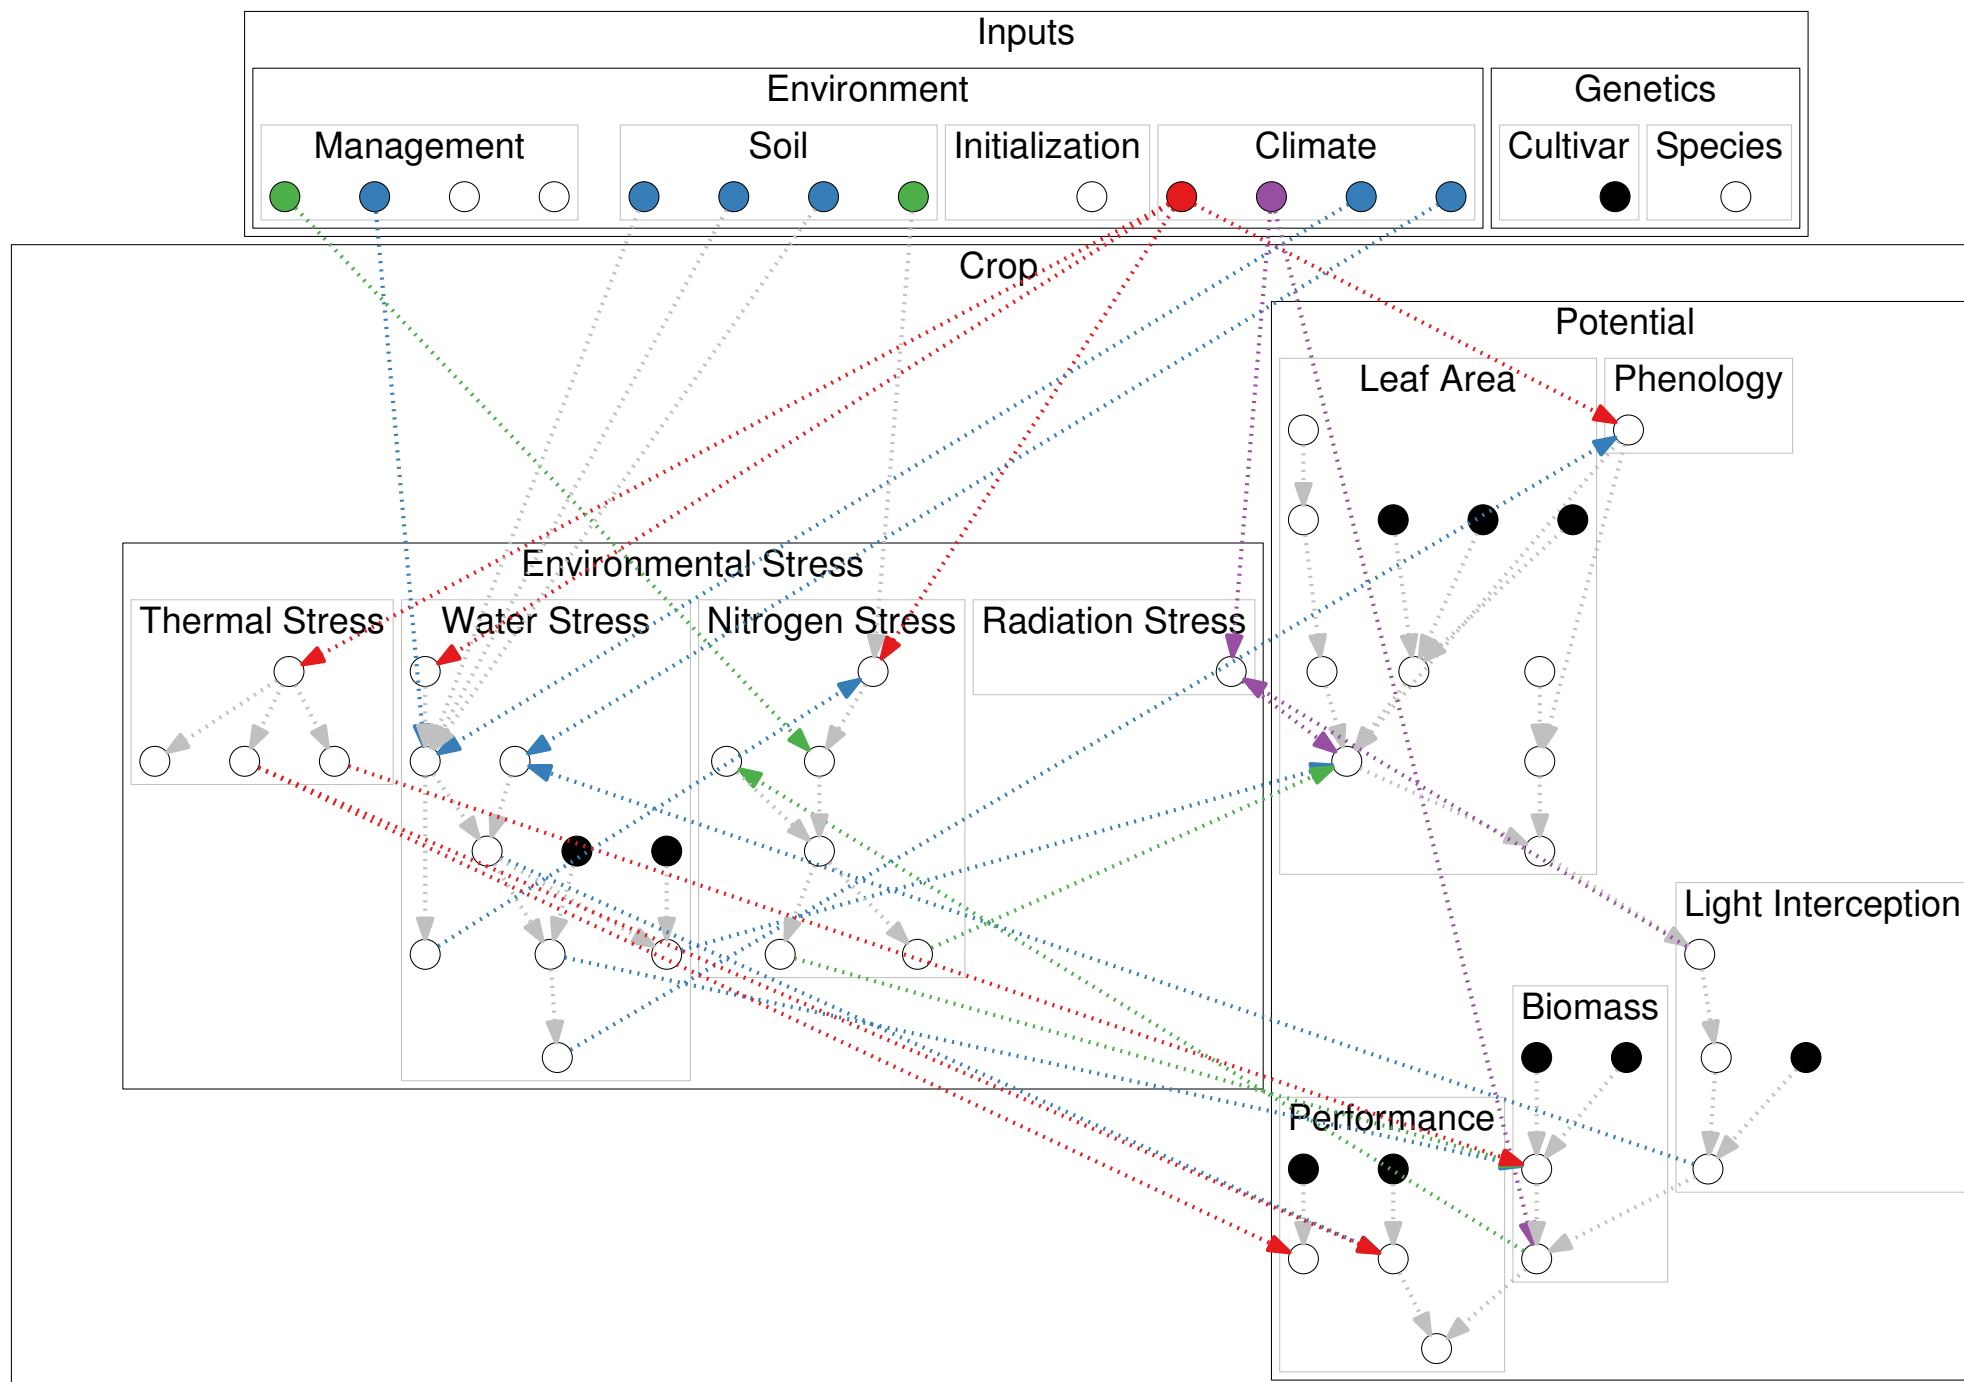 Inputs
Environment
Genetics
Management
Soil
Initialization
Climate
Cultivar
Species
Crop
Potential
Leaf Area
Phenology
Environmental Stress
Thermal Stress
Water Stress
Nitrogen Stress
Radiation Stress
Light Interception
Biomass
Performance